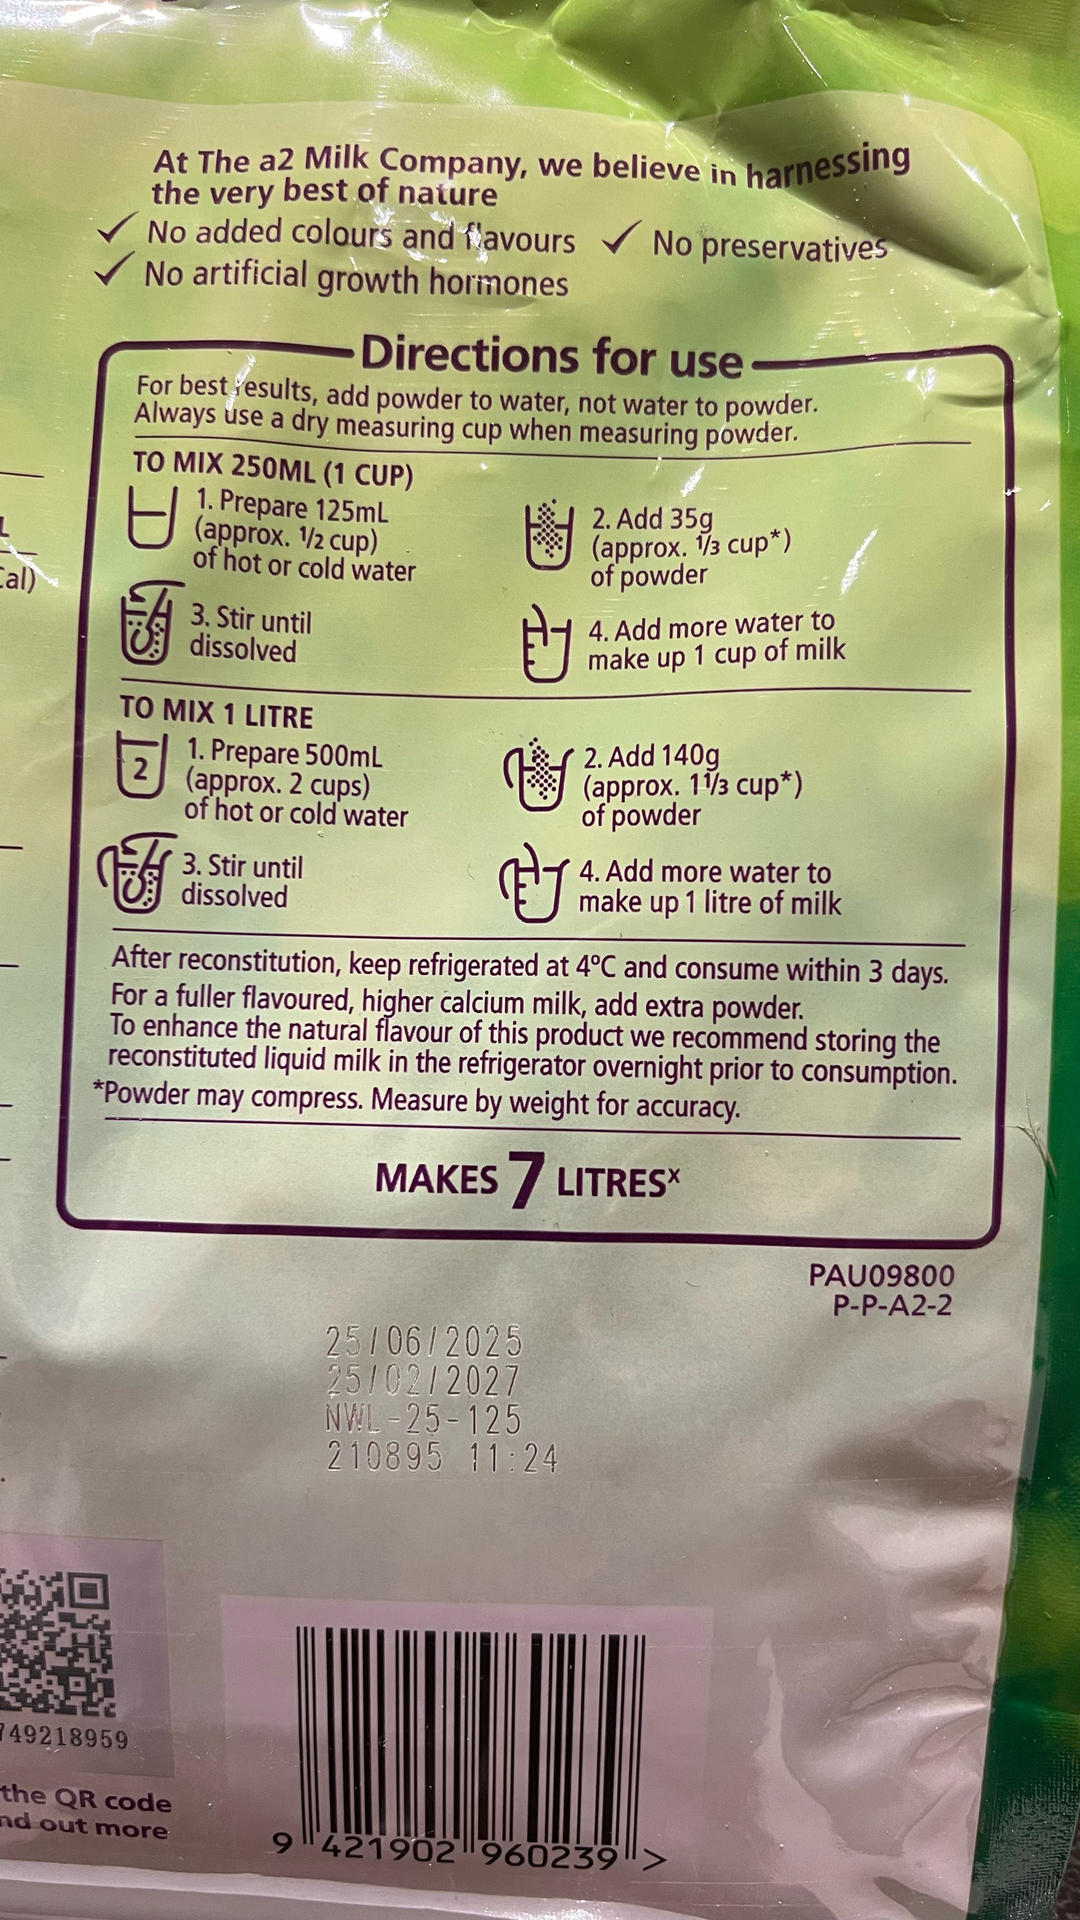 At The a2 Milk Company, we believe in harnessing
the very best of nature
✓ No added colours and flavours ✓ No preservatives
✓ No artificial growth hormones
Directions for use
For best results, add powder to water, not water to powder.
Always use a dry measuring cup when measuring powder.
TO MIX 250ML (1 CUP)
1. Prepare 125mL
(approx. 1/2 cup)
of hot or cold water
2. Add 35g
(approx. 1/3 cup*)
of powder
3. Stir until
dissolved
4. Add more water to
make up 1 cup of milk
TO MIX 1 LITRE
2
1. Prepare 500mL
(approx. 2 cups)
of hot or cold water
2. Add 140g
(approx. 1 1/3 cup*)
of powder
3. Stir until
dissolved
4. Add more water to
make up 1 litre of milk
After reconstitution, keep refrigerated at 4ºC and consume within 3 days.
For a fuller flavoured, higher calcium milk, add extra powder.
To enhance the natural flavour of this product we recommend storing the
reconstituted liquid milk in the refrigerator overnight prior to consumption.
*Powder may compress. Measure by weight for accuracy.
MAKES 7 LITRESˣ
PAU09800
P-P-A2-2
25/06/2025
25/02/2027
NWL-25-125
210895 11:24
749218959
the QR code
out more
9 421902 960239 >